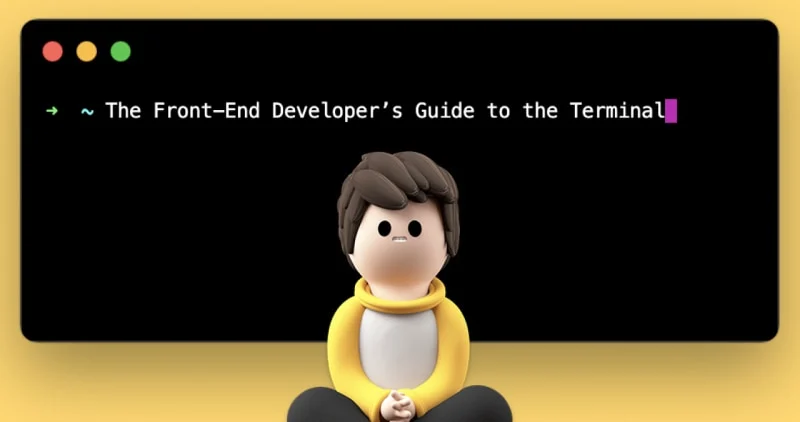 ➜ ~ The Front-End Developer’s Guide to the Terminal